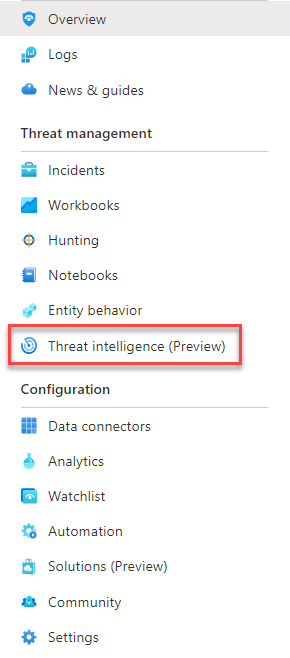 Overview
Logs
News & guides
Threat management
Incidents
Workbooks
Hunting
Notebooks
Entity behavior
Threat intelligence (Preview)
Configuration
Data connectors
Analytics
Watchlist
Automation
Solutions (Preview)
Community
Settings